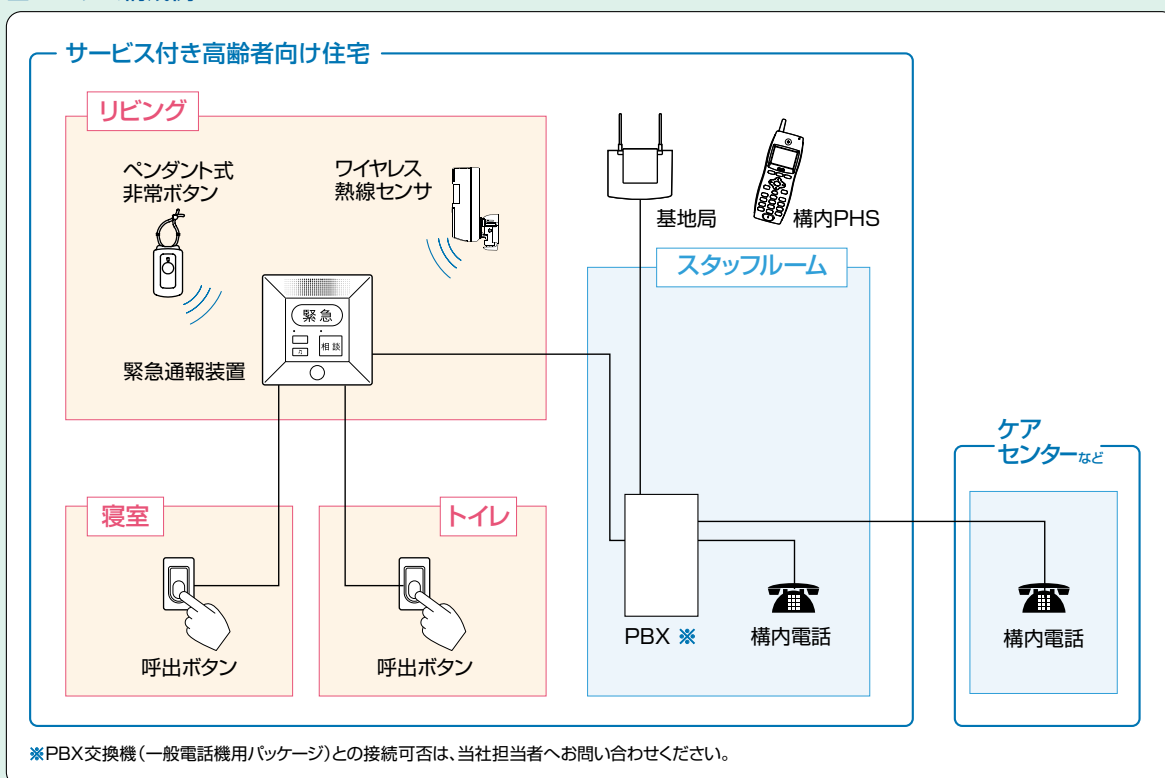 サービス付き高齢者向け住宅
リビング
ペンダント式
非常ボタン
ワイヤレス
熱線センサ
基地局
構内PHS
スタッフルーム
緊急
相談
緊急通報装置
ケア
センターなど
寝室
トイレ
呼出ボタン
呼出ボタン
PBX ※
構内電話
構内電話
※PBX交換機(一般電話機用パッケージ)との接続可否は、当社担当者へお問い合わせください。